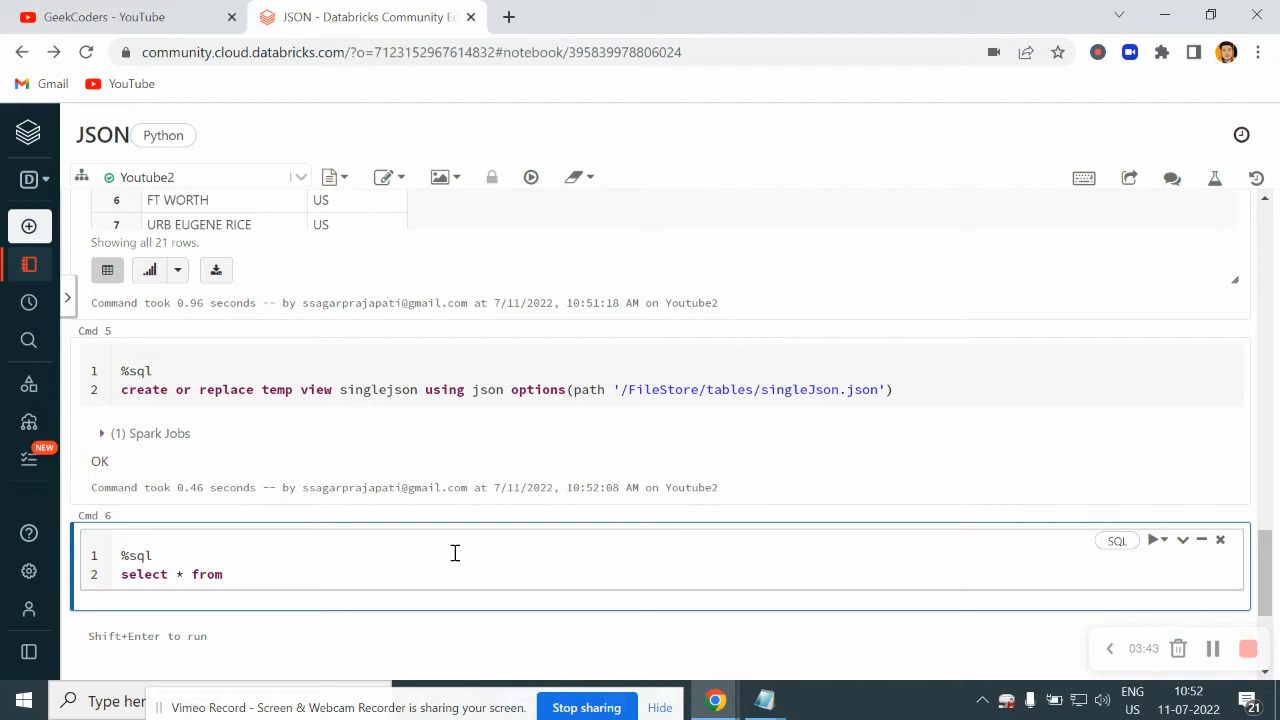 GeekCoders - YouTube
JSON - Databricks Community Ed
community.cloud.databricks.com/?o=7123152967614832#notebook/395839978806024
Gmail
YouTube
JSON
Python
D
Youtube2
6 FT WORTH US
7 URB EUGENE RICE US
Showing all 21 rows.
Command took 0.96 seconds -- by ssagarprajapati@gmail.com at 7/11/2022, 10:51:18 AM on Youtube2
Cmd 5
1 %sql
2 create or replace temp view singlejson using json options(path '/FileStore/tables/singleJson.json')
(1) Spark Jobs
OK
Command took 0.46 seconds -- by ssagarprajapati@gmail.com at 7/11/2022, 10:52:08 AM on Youtube2
NEW
Cmd 6
SQL
1 %sql
2 select * from
Shift+Enter to run
03:43
Type her
Vimeo Record - Screen & Webcam Recorder is sharing your screen.
Stop sharing
Hide
ENG
US
10:52
11-07-2022
21